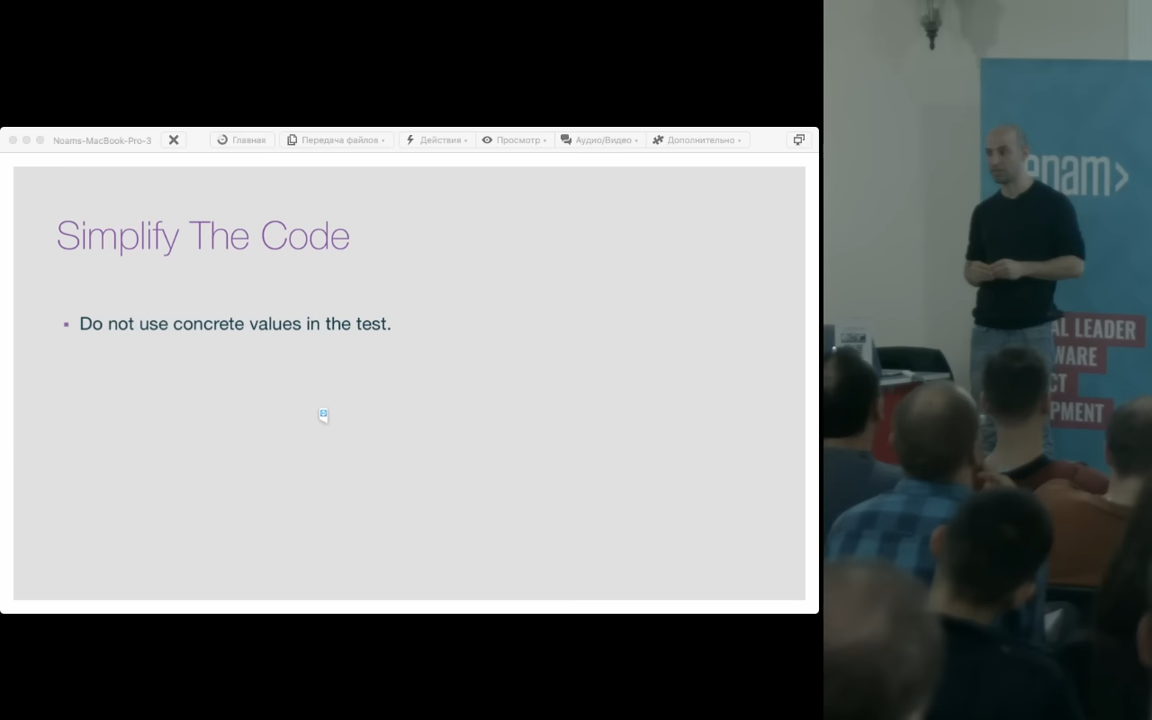 Noams-MacBook-Pro-3
Главная
Передача файлов
Действия
Просмотр
Аудио/Видео
Дополнительно
Simplify The Code
▪ Do not use concrete values in the test.
enam>
AL LEADER
WARE
CT
PMENT